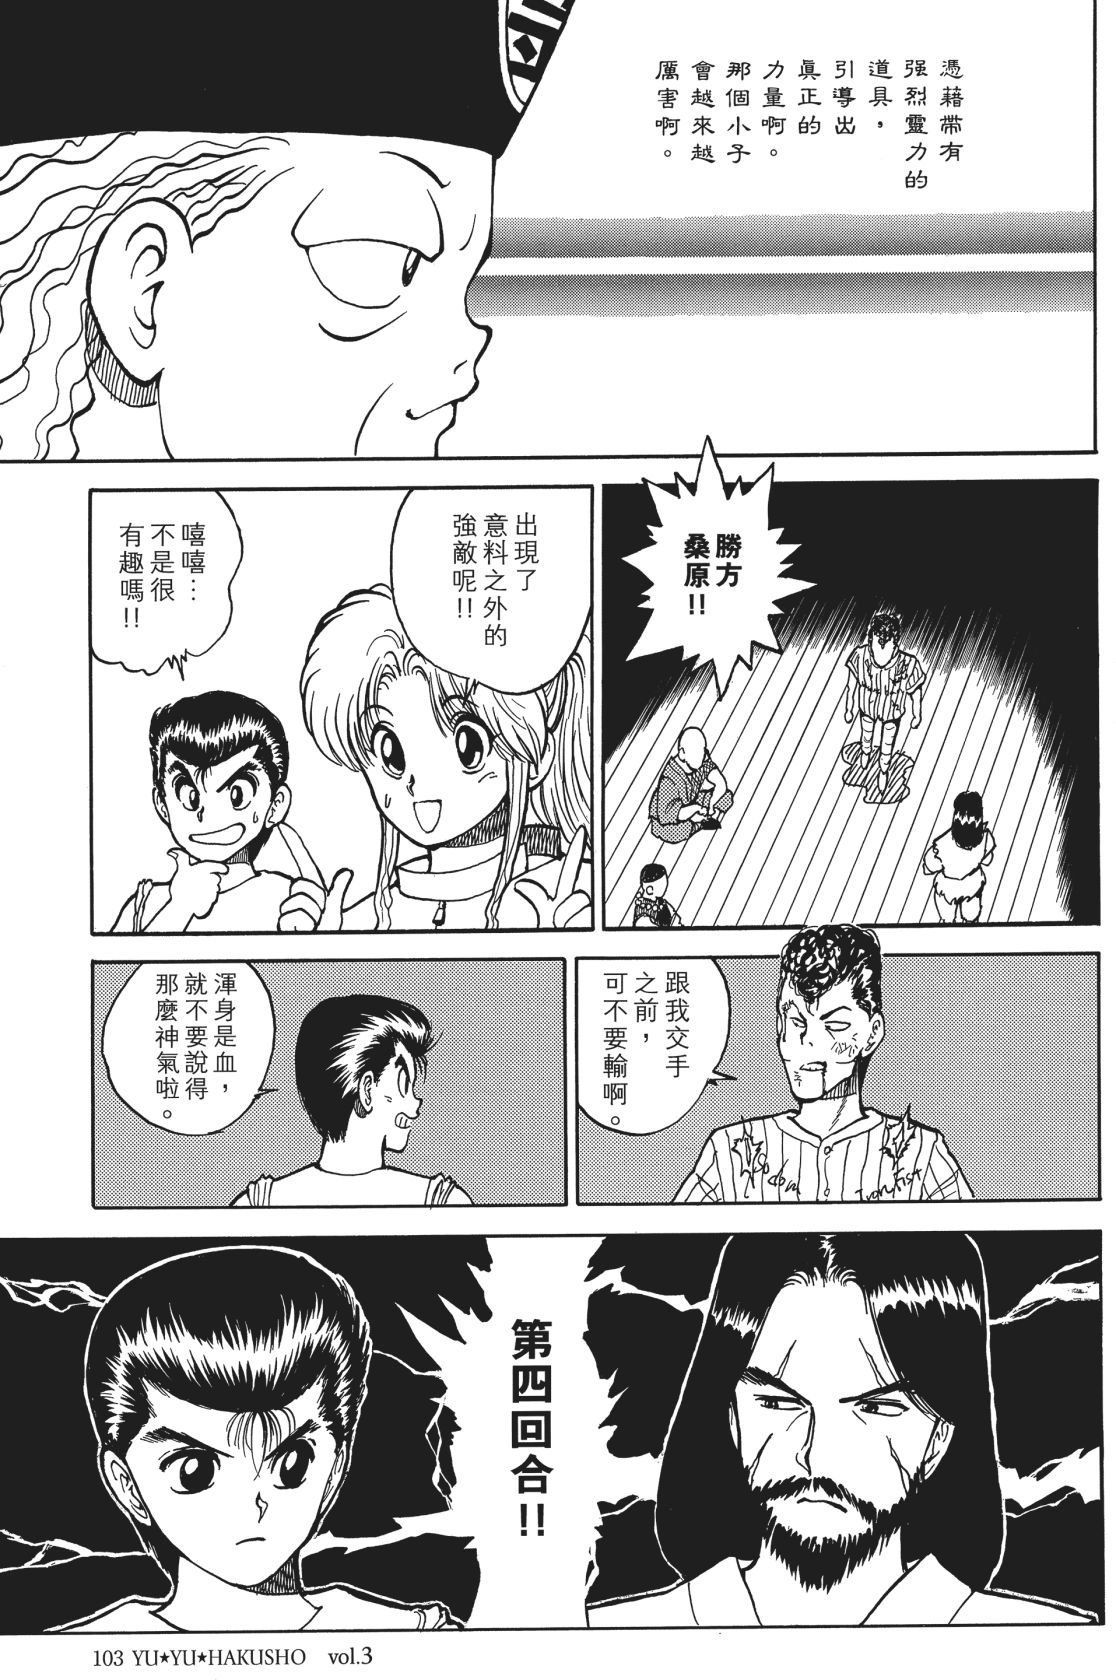 憑藉帶有
强烈靈力的
道具，
引導出
眞正的
力量啊。
那個小子
會越來越
厲害啊。
勝方
桑原!!
出現了
意料之外的
強敵呢!!
嘻嘻…
不是很
有趣嗎!!
跟我交手
之前，
可不要輸啊。
渾身是血，
就不要說得
那麼神氣啦。
Iron Fist
第四回合!!
103 YU★YU★HAKUSHO vol.3